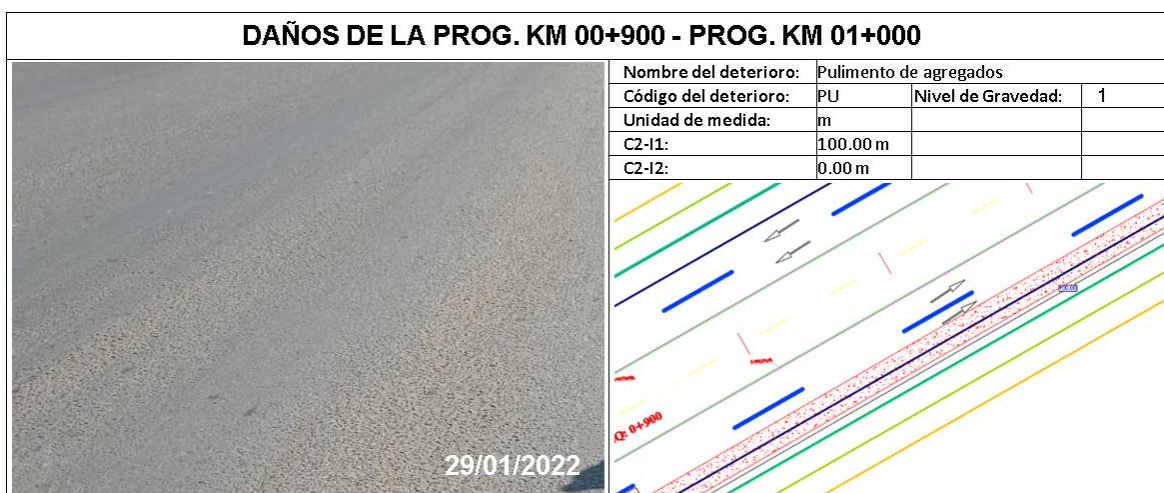 DAÑOS DE LA PROG. KM 00+900 - PROG. KM 01+000
Nombre del deterioro: Pulimento de agregados
Código del deterioro: PU Nivel de Gravedad: 1
Unidad de medida: m
C2-I1: 100.00 m
C2-I2: 0.00 m
0+900
29/01/2022